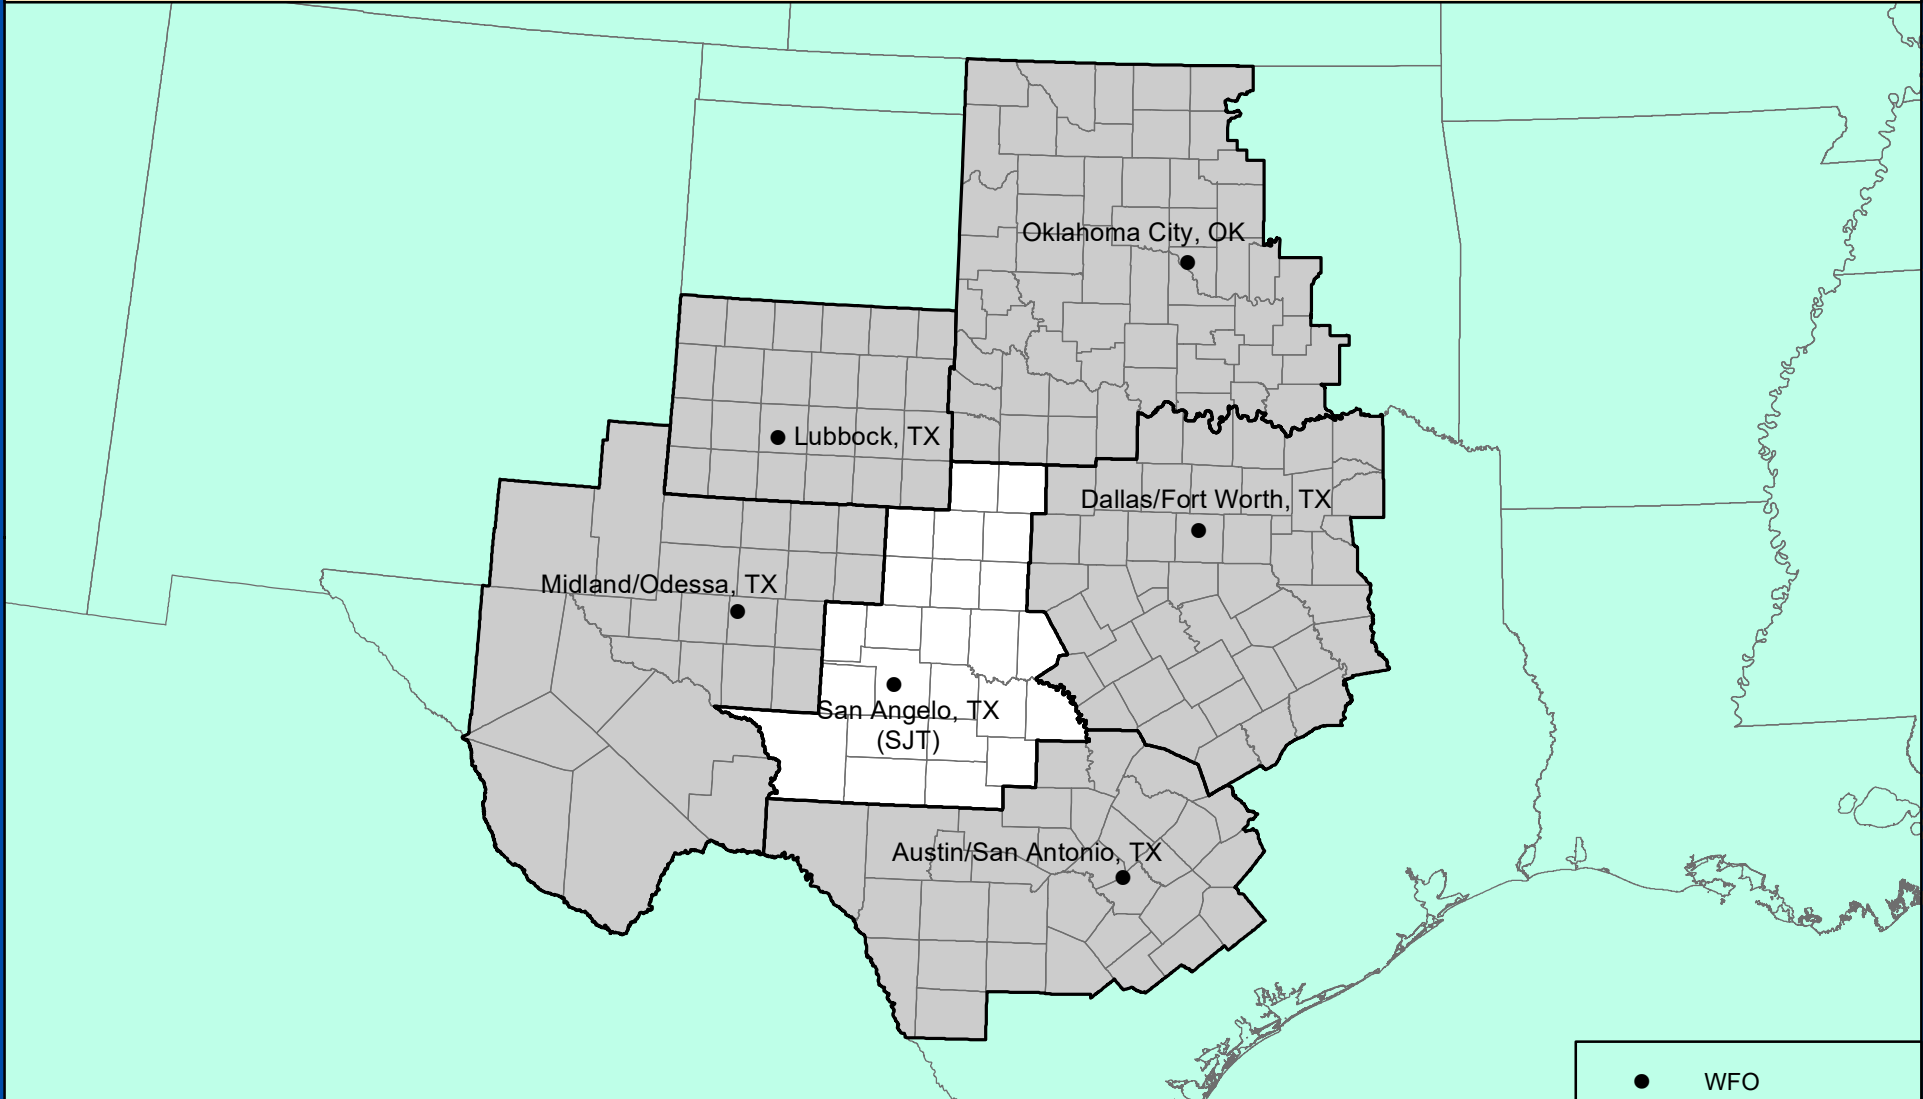 Oklahoma City, OK
Lubbock, TX
Dallas/Fort Worth, TX
Midland/Odessa, TX
San Angelo, TX
(SJT)
Austin/San Antonio, TX
WFO